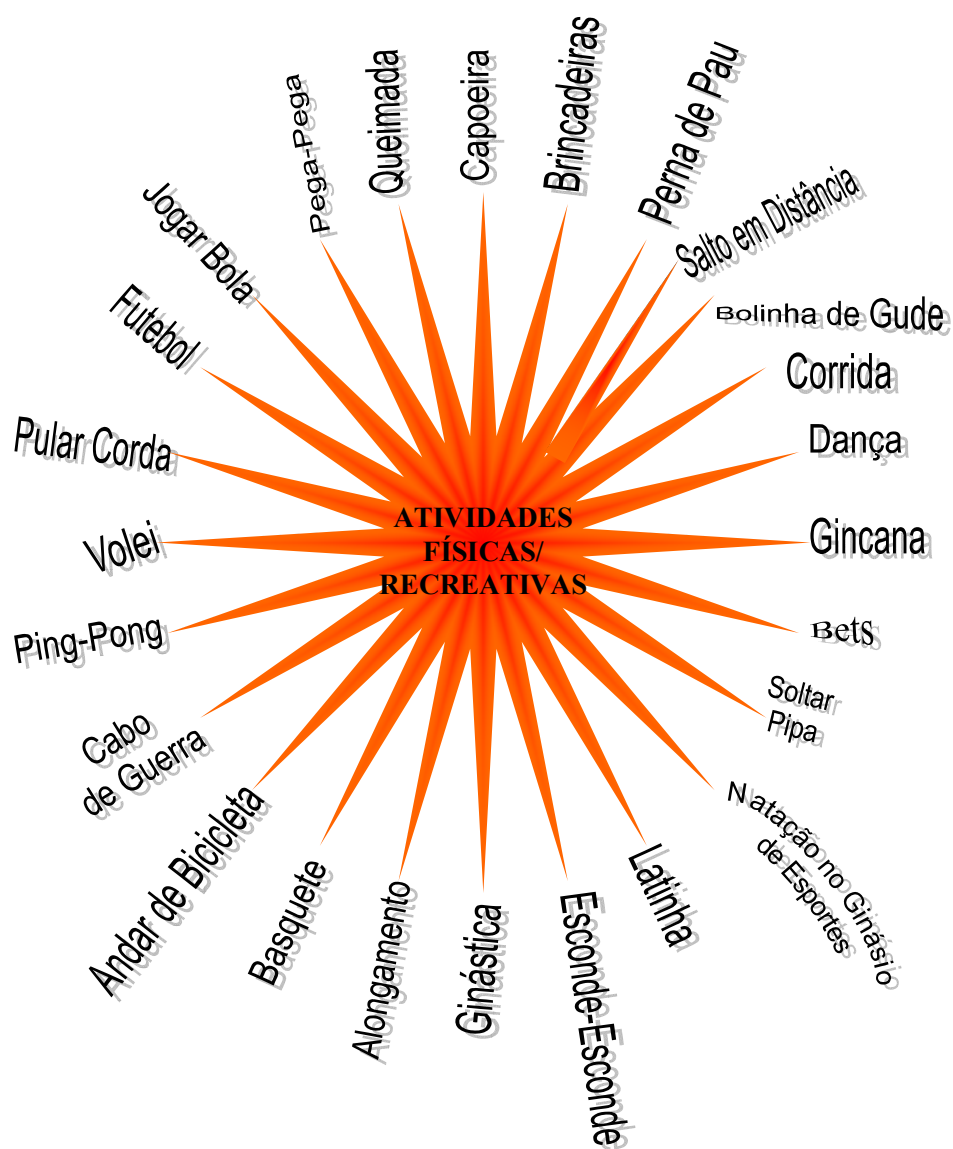 ATIVIDADES
FÍSICAS/
RECREATIVAS
Capoeira
Brincadeiras
Perna de Pau
Salto em Distância
Bolinha de Gude
Corrida
Dança
Gincana
Bets
Soltar
Pipa
Natação no Ginásio
de Esportes
Latinha
Esconde-Esconde
Ginástica
Alongamento
Basquete
Andar de Bicicleta
Cabo
de Guerra
Ping-Pong
Volei
Pular Corda
Futebol
Jogar Bola
Pega-Pega
Queimada